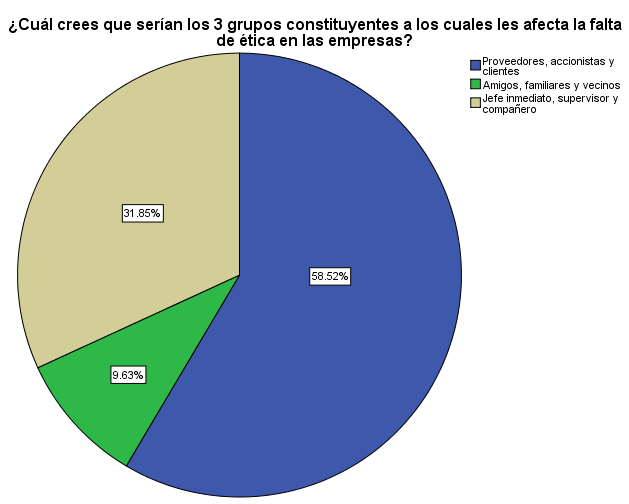 ¿Cuál crees que serían los 3 grupos constituyentes a los cuales les afecta la falta
de ética en las empresas?
Proveedores, accionistas y
clientes
Amigos, familiares y vecinos
Jefe inmediato, supervisor y
compañero
31.85%
58.52%
9.63%